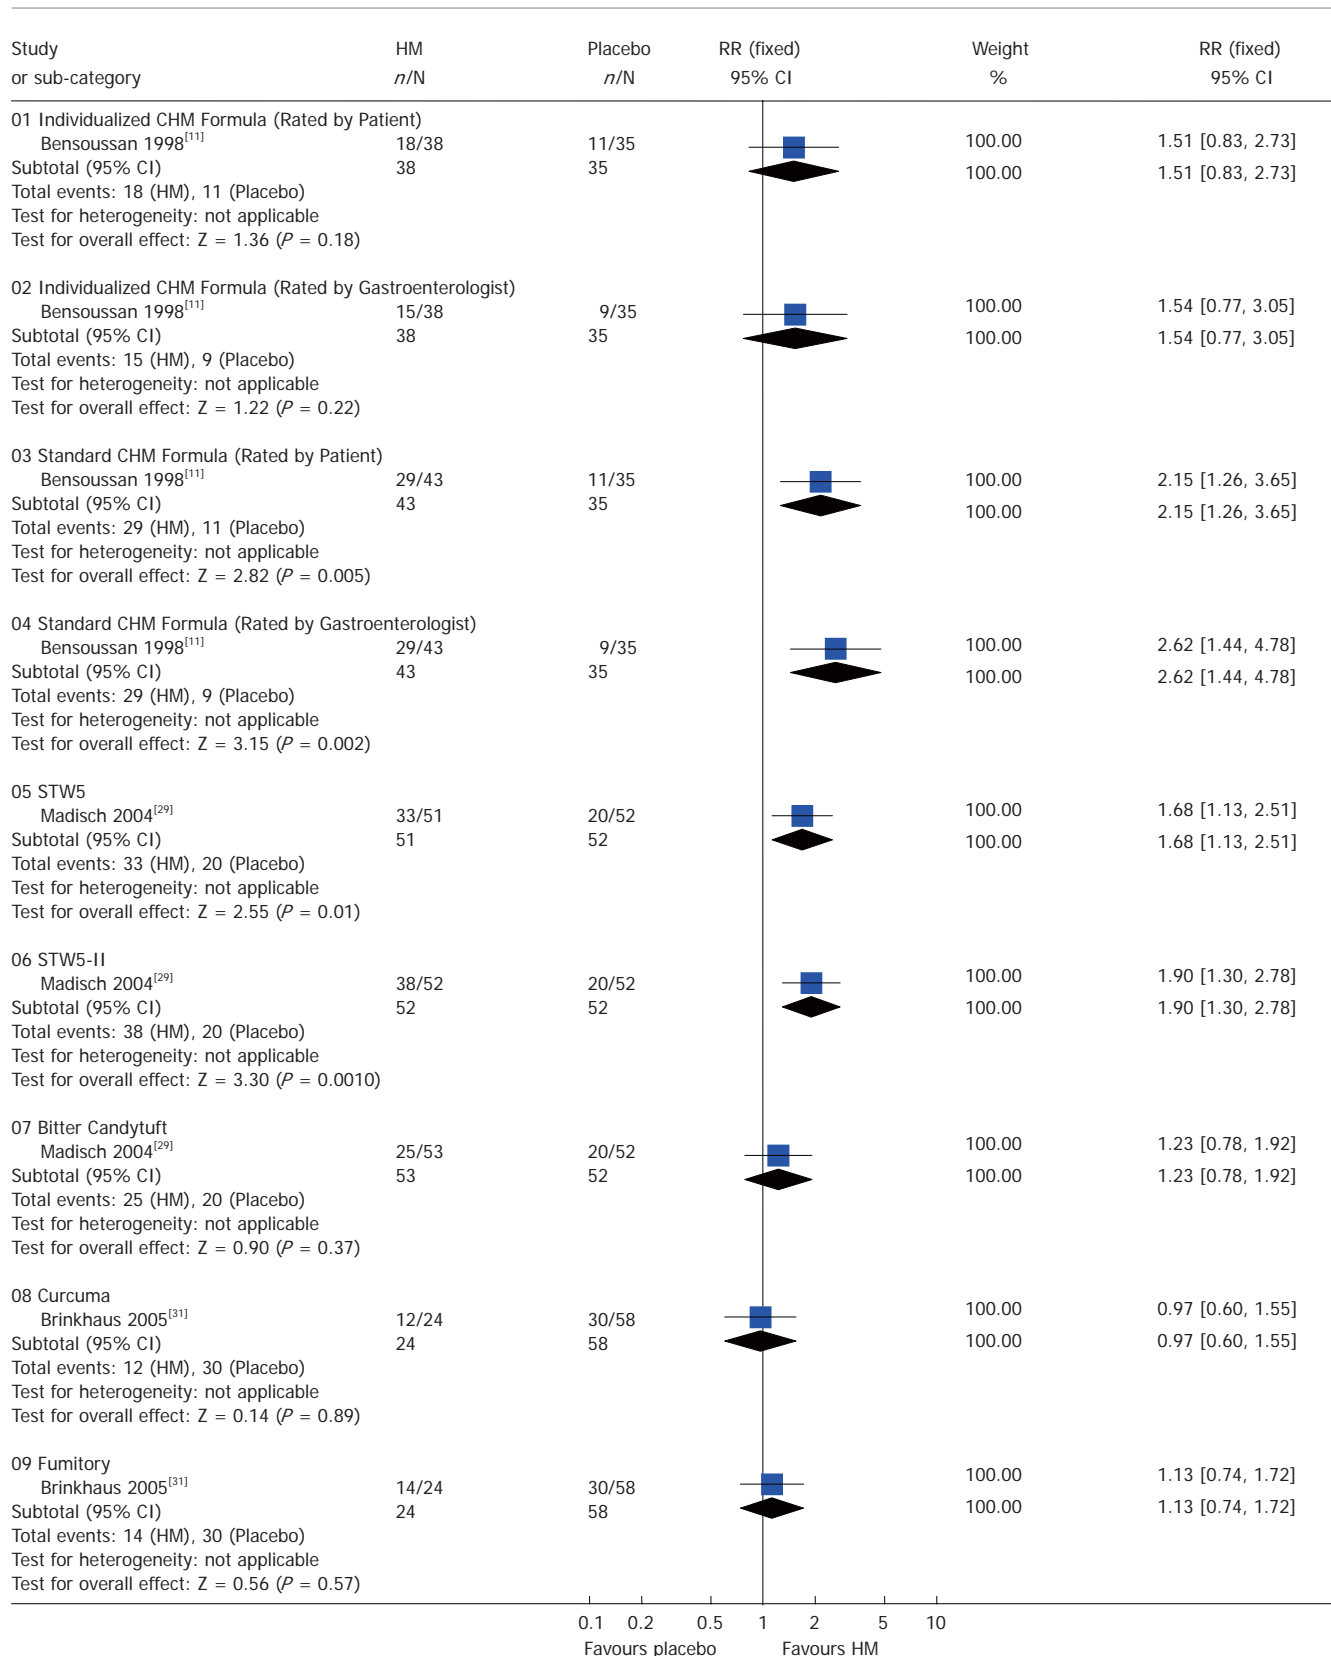 Study HM Placebo RR (fixed) Weight RR (fixed)
or sub-category n/N n/N 95% CI % 95% CI
01 Individualized CHM Formula (Rated by Patient)
Bensoussan 1998[11] 18/38 11/35 100.00 1.51 [0.83, 2.73]
Subtotal (95% CI) 38 35 100.00 1.51 [0.83, 2.73]
Total events: 18 (HM), 11 (Placebo)
Test for heterogeneity: not applicable
Test for overall effect: Z = 1.36 (P = 0.18)
02 Individualized CHM Formula (Rated by Gastroenterologist)
Bensoussan 1998[11] 15/38 9/35 100.00 1.54 [0.77, 3.05]
Subtotal (95% CI) 38 35 100.00 1.54 [0.77, 3.05]
Total events: 15 (HM), 9 (Placebo)
Test for heterogeneity: not applicable
Test for overall effect: Z = 1.22 (P = 0.22)
03 Standard CHM Formula (Rated by Patient)
Bensoussan 1998[11] 29/43 11/35 100.00 2.15 [1.26, 3.65]
Subtotal (95% CI) 43 35 100.00 2.15 [1.26, 3.65]
Total events: 29 (HM), 11 (Placebo)
Test for heterogeneity: not applicable
Test for overall effect: Z = 2.82 (P = 0.005)
04 Standard CHM Formula (Rated by Gastroenterologist)
Bensoussan 1998[11] 29/43 9/35 100.00 2.62 [1.44, 4.78]
Subtotal (95% CI) 43 35 100.00 2.62 [1.44, 4.78]
Total events: 29 (HM), 9 (Placebo)
Test for heterogeneity: not applicable
Test for overall effect: Z = 3.15 (P = 0.002)
05 STW5
Madisch 2004[29] 33/51 20/52 100.00 1.68 [1.13, 2.51]
Subtotal (95% CI) 51 52 100.00 1.68 [1.13, 2.51]
Total events: 33 (HM), 20 (Placebo)
Test for heterogeneity: not applicable
Test for overall effect: Z = 2.55 (P = 0.01)
06 STW5-II
Madisch 2004[29] 38/52 20/52 100.00 1.90 [1.30, 2.78]
Subtotal (95% CI) 52 52 100.00 1.90 [1.30, 2.78]
Total events: 38 (HM), 20 (Placebo)
Test for heterogeneity: not applicable
Test for overall effect: Z = 3.30 (P = 0.0010)
07 Bitter Candytuft
Madisch 2004[29] 25/53 20/52 100.00 1.23 [0.78, 1.92]
Subtotal (95% CI) 53 52 100.00 1.23 [0.78, 1.92]
Total events: 25 (HM), 20 (Placebo)
Test for heterogeneity: not applicable
Test for overall effect: Z = 0.90 (P = 0.37)
08 Curcuma
Brinkhaus 2005[31] 12/24 30/58 100.00 0.97 [0.60, 1.55]
Subtotal (95% CI) 24 58 100.00 0.97 [0.60, 1.55]
Total events: 12 (HM), 30 (Placebo)
Test for heterogeneity: not applicable
Test for overall effect: Z = 0.14 (P = 0.89)
09 Fumitory
Brinkhaus 2005[31] 14/24 30/58 100.00 1.13 [0.74, 1.72]
Subtotal (95% CI) 24 58 100.00 1.13 [0.74, 1.72]
Total events: 14 (HM), 30 (Placebo)
Test for heterogeneity: not applicable
Test for overall effect: Z = 0.56 (P = 0.57)
0.1 0.2 0.5 1 2 5 10
Favours placebo Favours HM